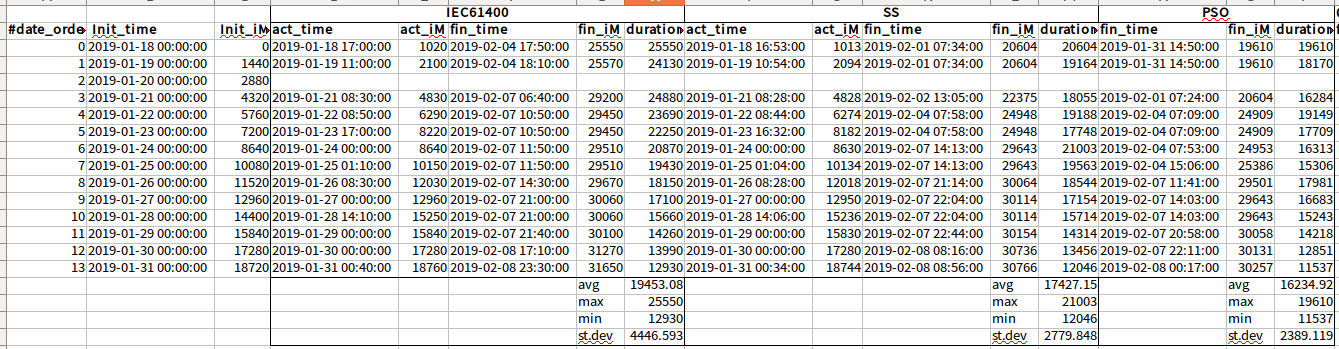 IEC61400 SS PSO
#date_orde Init_time Init_iM act_time act_iM fin_time fin_iM duration act_time act_iM fin_time fin_iM duration fin_time fin_iM duration
0 2019-01-18 00:00:00 0 2019-01-18 17:00:00 1020 2019-02-04 17:50:00 25550 25550 2019-01-18 16:53:00 1013 2019-02-01 07:34:00 20604 20604 2019-01-31 14:50:00 19610 19610
1 2019-01-19 00:00:00 1440 2019-01-19 11:00:00 2100 2019-02-04 18:10:00 25570 24130 2019-01-19 10:54:00 2094 2019-02-01 07:34:00 20604 19164 2019-01-31 14:50:00 19610 18170
2 2019-01-20 00:00:00 2880
3 2019-01-21 00:00:00 4320 2019-01-21 08:30:00 4830 2019-02-07 06:40:00 29200 24880 2019-01-21 08:28:00 4828 2019-02-02 13:05:00 22375 18055 2019-02-01 07:24:00 20604 16284
4 2019-01-22 00:00:00 5760 2019-01-22 08:50:00 6290 2019-02-07 10:50:00 29450 23690 2019-01-22 08:44:00 6274 2019-02-04 07:58:00 24948 19188 2019-02-04 07:09:00 24909 19149
5 2019-01-23 00:00:00 7200 2019-01-23 17:00:00 8220 2019-02-07 10:50:00 29450 22250 2019-01-23 16:32:00 8182 2019-02-04 07:58:00 24948 17748 2019-02-04 07:09:00 24909 17709
6 2019-01-24 00:00:00 8640 2019-01-24 00:00:00 8640 2019-02-07 11:50:00 29510 20870 2019-01-24 00:00:00 8630 2019-02-07 14:13:00 29643 21003 2019-02-04 07:53:00 24953 16313
7 2019-01-25 00:00:00 10080 2019-01-25 01:10:00 10150 2019-02-07 11:50:00 29510 19430 2019-01-25 01:04:00 10134 2019-02-07 14:13:00 29643 19563 2019-02-04 15:06:00 25386 15306
8 2019-01-26 00:00:00 11520 2019-01-26 08:30:00 12030 2019-02-07 14:30:00 29670 18150 2019-01-26 08:28:00 12018 2019-02-07 21:14:00 30064 18544 2019-02-07 11:41:00 29501 17981
9 2019-01-27 00:00:00 12960 2019-01-27 00:00:00 12960 2019-02-07 21:00:00 30060 17100 2019-01-27 00:00:00 12950 2019-02-07 22:04:00 30114 17154 2019-02-07 14:03:00 29643 16683
10 2019-01-28 00:00:00 14400 2019-01-28 14:10:00 15250 2019-02-07 21:00:00 30060 15660 2019-01-28 14:06:00 15236 2019-02-07 22:04:00 30114 15714 2019-02-07 14:03:00 29643 15243
11 2019-01-29 00:00:00 15840 2019-01-29 00:00:00 15840 2019-02-07 21:40:00 30100 14260 2019-01-29 00:00:00 15830 2019-02-07 22:44:00 30154 14314 2019-02-07 20:58:00 30058 14218
12 2019-01-30 00:00:00 17280 2019-01-30 00:00:00 17280 2019-02-08 17:10:00 31270 13990 2019-01-30 00:00:00 17280 2019-02-08 08:16:00 30736 13456 2019-02-07 22:11:00 30131 12851
13 2019-01-31 00:00:00 18720 2019-01-31 00:40:00 18760 2019-02-08 23:30:00 31650 12930 2019-01-31 00:34:00 18744 2019-02-08 08:56:00 30766 12046 2019-02-08 00:17:00 30257 11537
avg 19453.08 avg 17427.15 avg 16234.92
max 25550 max 21003 max 19610
min 12930 min 12046 min 11537
st.dev 4446.593 st.dev 2779.848 st.dev 2389.119